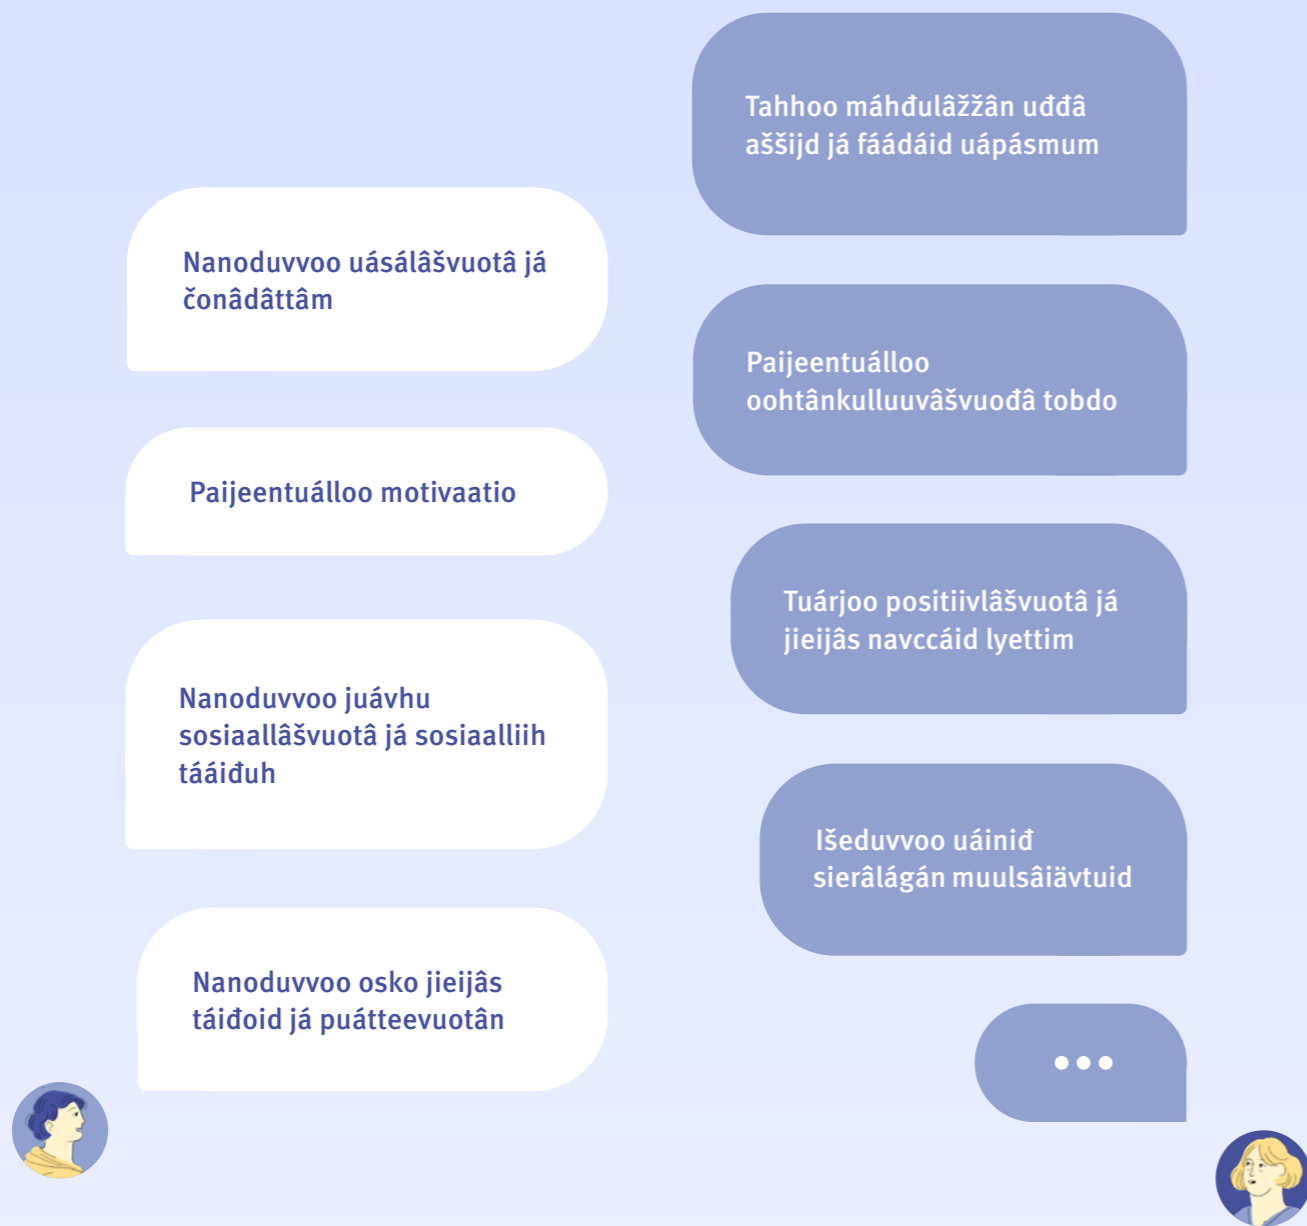 Tahhoo máhđulâžžân uđđâ
aššijd já fáádáid uápásmum
Nanoduvvoo uásálâšvuotâ já
čonâdâttâm
Paijeentuálloo
oohtânkulluuvâšvuođâ tobdo
Paijeentuálloo motivaatio
Tuárjoo positiivlâšvuotâ já
jieijâs navccáid lyettim
Nanoduvvoo juávhu
sosiaallâšvuotâ já sosiaalliih
tááiđuh
Išeduvvoo uáiniđ
sierâlágán muulsâiävtuid
Nanoduvvoo osko jieijâs
táiđoid já puátteevuotân
•••